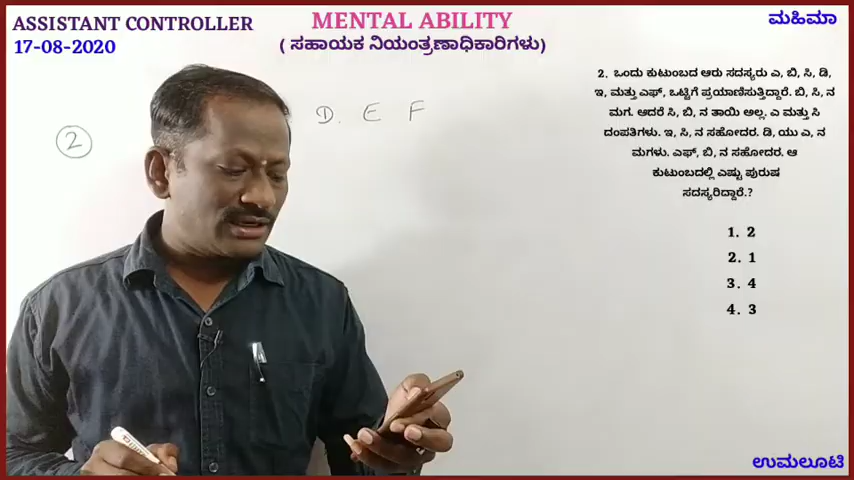 ASSISTANT CONTROLLER
17-08-2020
MENTAL ABILITY
( ಸಹಾಯಕ ನಿಯಂತ್ರಣಾಧಿಕಾರಿಗಳು)
ಮಹಿಮಾ
2
D. E F
2. ಒಂದು ಕುಟುಂಬದ ಆರು ಸದಸ್ಯರು ಎ, ಬಿ, ಸಿ, ಡಿ,
ಇ, ಮತ್ತು ಎಫ್, ಒಟ್ಟಿಗೆ ಪ್ರಯಾಣಿಸುತ್ತಿದ್ದಾರೆ. ಬಿ, ಸಿ, ನ
ಮಗ. ಆದರೆ ಸಿ, ಬಿ, ನ ತಾಯಿ ಅಲ್ಲ. ಎ ಮತ್ತು ಸಿ
ದಂಪತಿಗಳು. ಇ, ಸಿ, ನ ಸಹೋದರ. ಡಿ, ಯು ಎ, ನ
ಮಗಳು. ಎಫ್, ಬಿ, ನ ಸಹೋದರ. ಆ
ಕುಟುಂಬದಲ್ಲಿ ಎಷ್ಟು ಪುರುಷ
ಸದಸ್ಯರಿದ್ದಾರೆ.?
1. 2
2. 1
3. 4
4. 3
ಉಮಲೂಟಿ